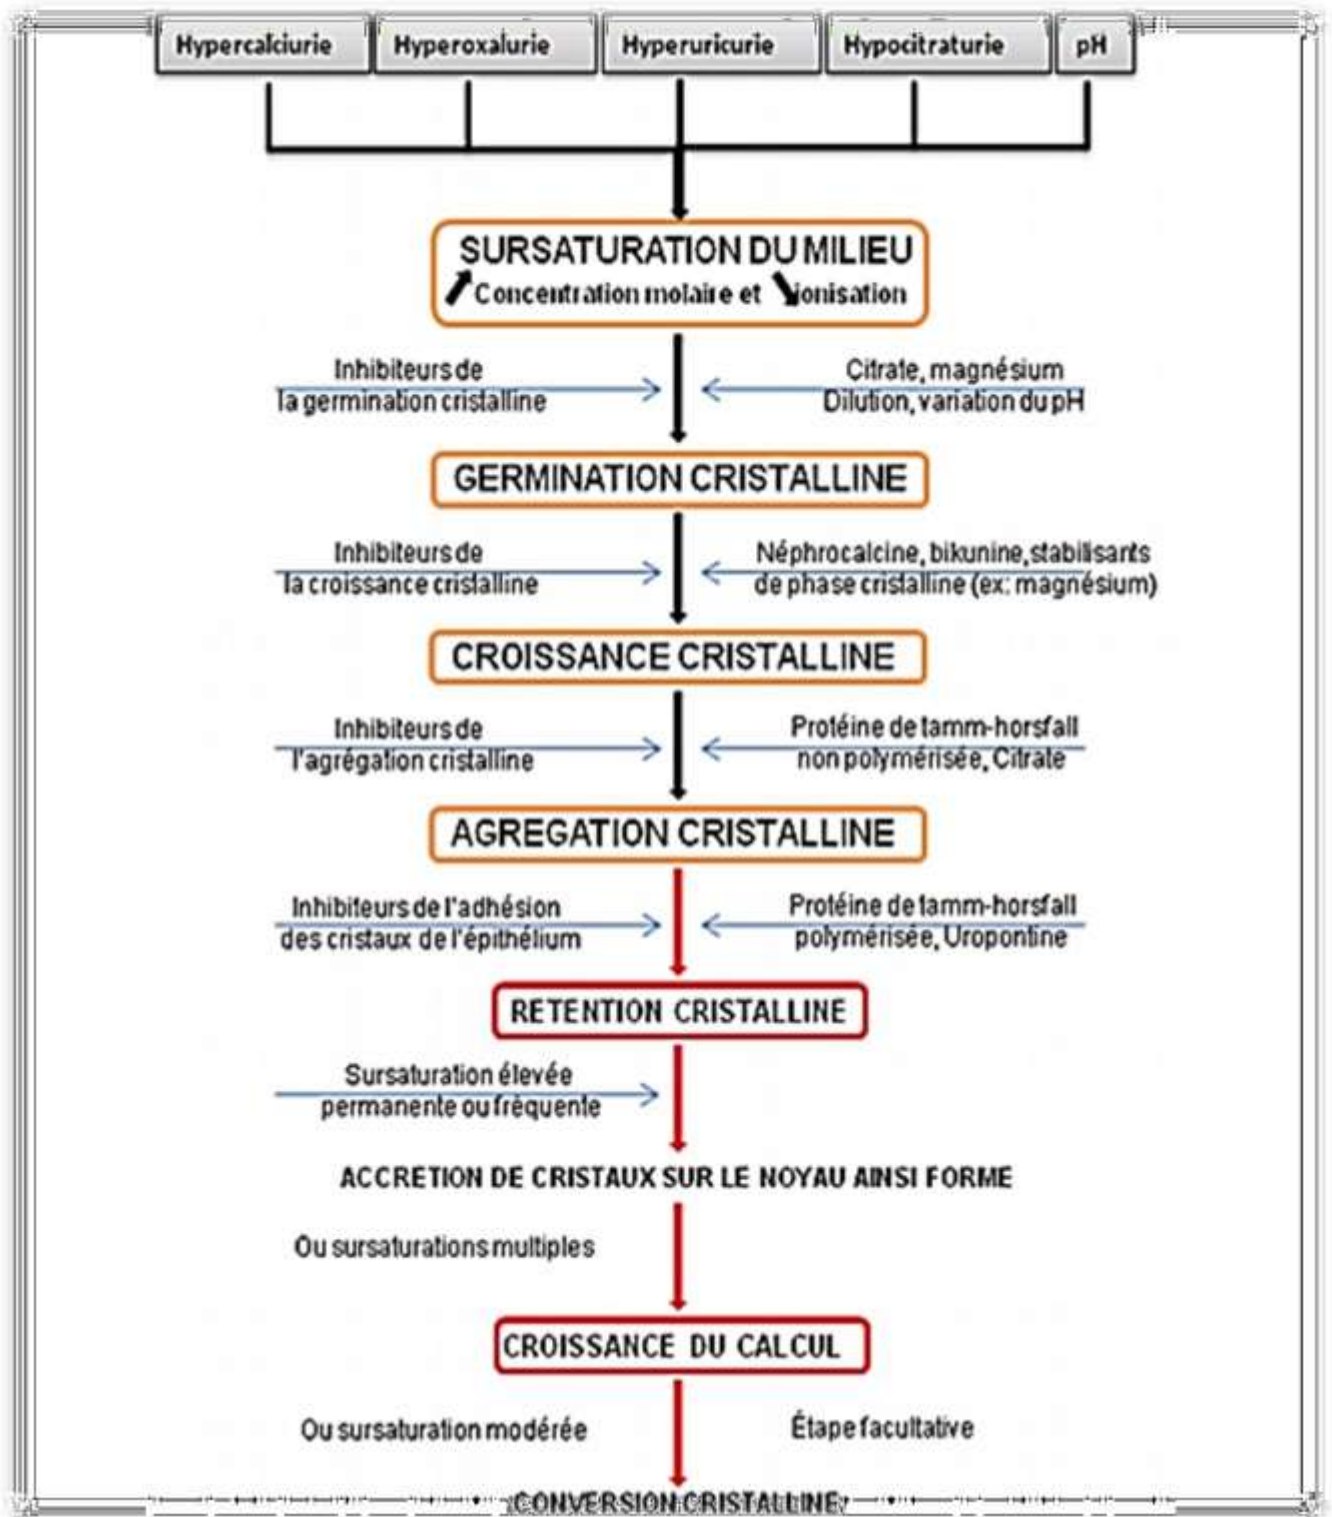 Hypercalciurie Hyperoxalurie Hyperuricurie Hypocitraturie pH
SURSATURATION DU MILIEU
Concentration molaire et ionisation
Inhibiteurs de
la germination cristalline
Citrate, magnésium
Dilution, variation du pH
GERMINATION CRISTALLINE
Inhibiteurs de
la croissance cristalline
Néphrocalcine, bikunine, stabilisants
de phase cristalline (ex: magnésium)
CROISSANCE CRISTALLINE
Inhibiteurs de
l'agrégation cristalline
Protéine de tamm-horsfall
non polymérisée, Citrate
AGREGATION CRISTALLINE
Inhibiteurs de l'adhésion
des cristaux de l'épithélium
Protéine de tamm-horsfall
polymérisée, Uropontine
RETENTION CRISTALLINE
Sursaturation élevée
permanente ou fréquente
ACCRETION DE CRISTAUX SUR LE NOYAU AINSI FORME
Ou sursaturations multiples
CROISSANCE DU CALCUL
Ou sursaturation modérée
Étape facultative
CONVERSION CRISTALLINE